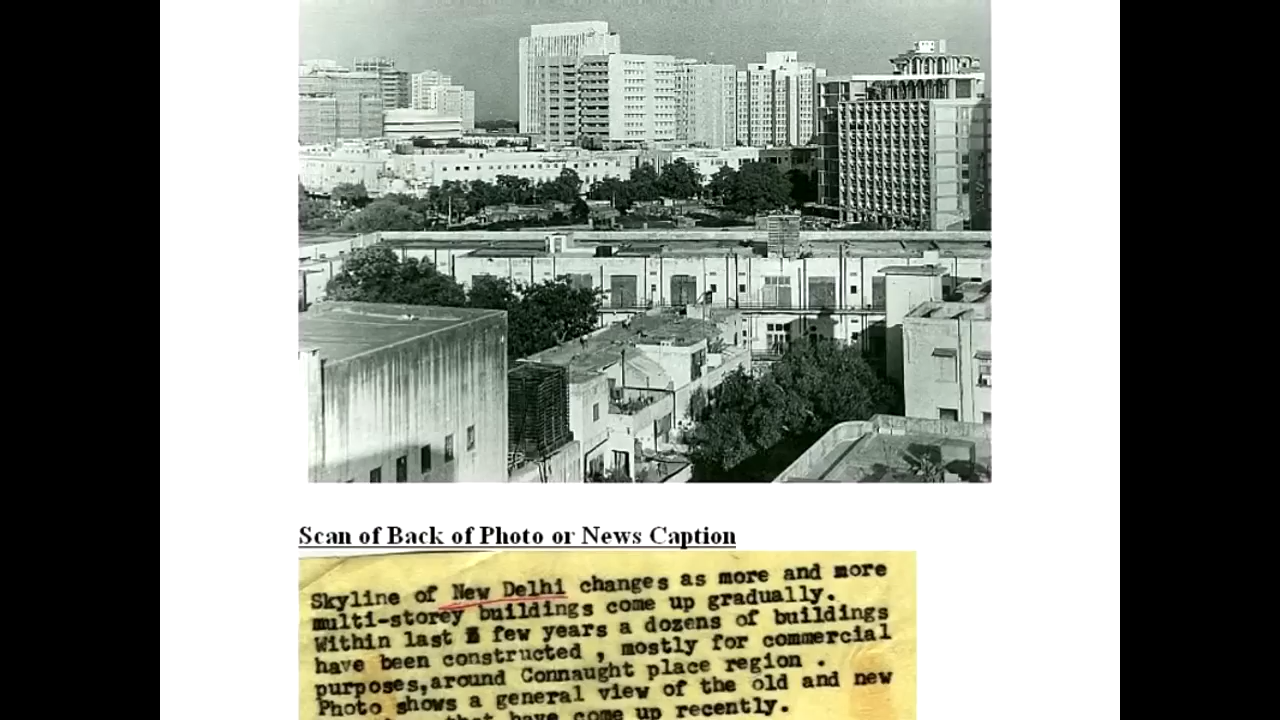 Scan of Back of Photo or News Caption
Skyline of New Delhi changes as more and more
multi-storey buildings come up gradually.
Within last few years a dozens of buildings
have been constructed , mostly for commercial
purposes,around Connaught place region .
Photo shows a general view of the old and new
that have come up recently.